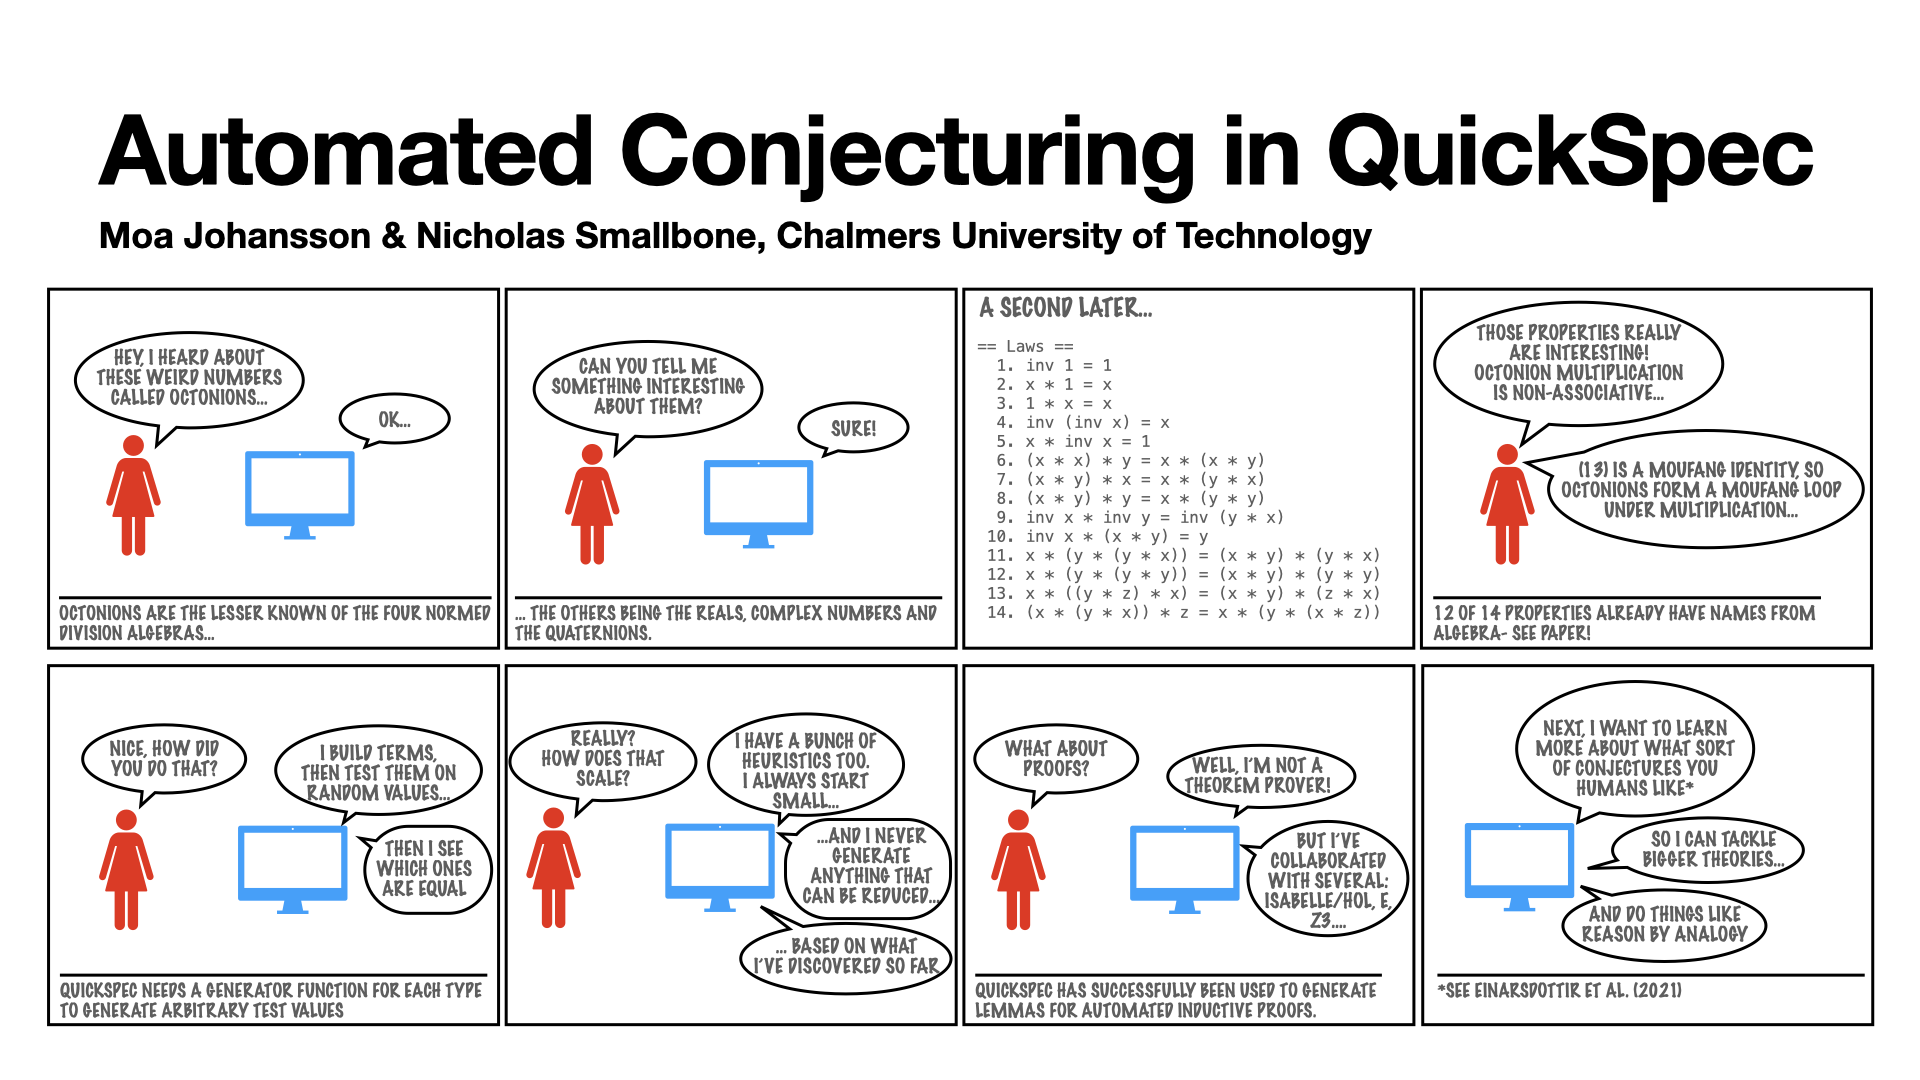 Automated Conjecturing in QuickSpec
Moa Johansson & Nicholas Smallbone, Chalmers University of Technology
HEY, I HEARD ABOUT
THESE WEIRD NUMBERS
CALLED OCTONIONS...
OK...
OCTONIONS ARE THE LESSER KNOWN OF THE FOUR NORMED
DIVISION ALGEBRAS...
CAN YOU TELL ME
SOMETHING INTERESTING
ABOUT THEM?
SURE!
... THE OTHERS BEING THE REALS, COMPLEX NUMBERS AND
THE QUATERNIONS.
A SECOND LATER...
== Laws ==
1. inv 1 = 1
2. x * 1 = x
3. 1 * x = x
4. inv (inv x) = x
5. x * inv x = 1
6. (x * x) * y = x * (x * y)
7. (x * y) * x = x * (y * x)
8. (x * y) * y = x * (y * y)
9. inv x * inv y = inv (y * x)
10. inv x * (x * y) = y
11. x * (y * (y * x)) = (x * y) * (y * x)
12. x * (y * (y * y)) = (x * y) * (y * y)
13. x * ((y * z) * x) = (x * y) * (z * x)
14. (x * (y * x)) * z = x * (y * (x * z))
THOSE PROPERTIES REALLY
ARE INTERESTING!
OCTONION MULTIPLICATION
IS NON-ASSOCIATIVE...
(13) IS A MOUFANG IDENTITY, SO
OCTONIONS FORM A MOUFANG LOOP
UNDER MULTIPLICATION...
12 OF 14 PROPERTIES ALREADY HAVE NAMES FROM
ALGEBRA- SEE PAPER!
NICE, HOW DID
YOU DO THAT?
I BUILD TERMS,
THEN TEST THEM ON
RANDOM VALUES...
THEN I SEE
WHICH ONES
ARE EQUAL
QUICKSPEC NEEDS A GENERATOR FUNCTION FOR EACH TYPE
TO GENERATE ARBITRARY TEST VALUES
REALLY?
HOW DOES THAT
SCALE?
I HAVE A BUNCH OF
HEURISTICS TOO.
I ALWAYS START
SMALL...
...AND I NEVER
GENERATE
ANYTHING THAT
CAN BE REDUCED...
... BASED ON WHAT
I'VE DISCOVERED SO FAR
WHAT ABOUT
PROOFS?
WELL, I'M NOT A
THEOREM PROVER!
BUT I'VE
COLLABORATED
WITH SEVERAL:
ISABELLE/HOL, E,
Z3....
QUICKSPEC HAS SUCCESSFULLY BEEN USED TO GENERATE
LEMMAS FOR AUTOMATED INDUCTIVE PROOFS.
NEXT, I WANT TO LEARN
MORE ABOUT WHAT SORT
OF CONJECTURES YOU
HUMANS LIKE*
SO I CAN TACKLE
BIGGER THEORIES...
AND DO THINGS LIKE
REASON BY ANALOGY
*SEE EINARSDOTTIR ET AL. (2021)